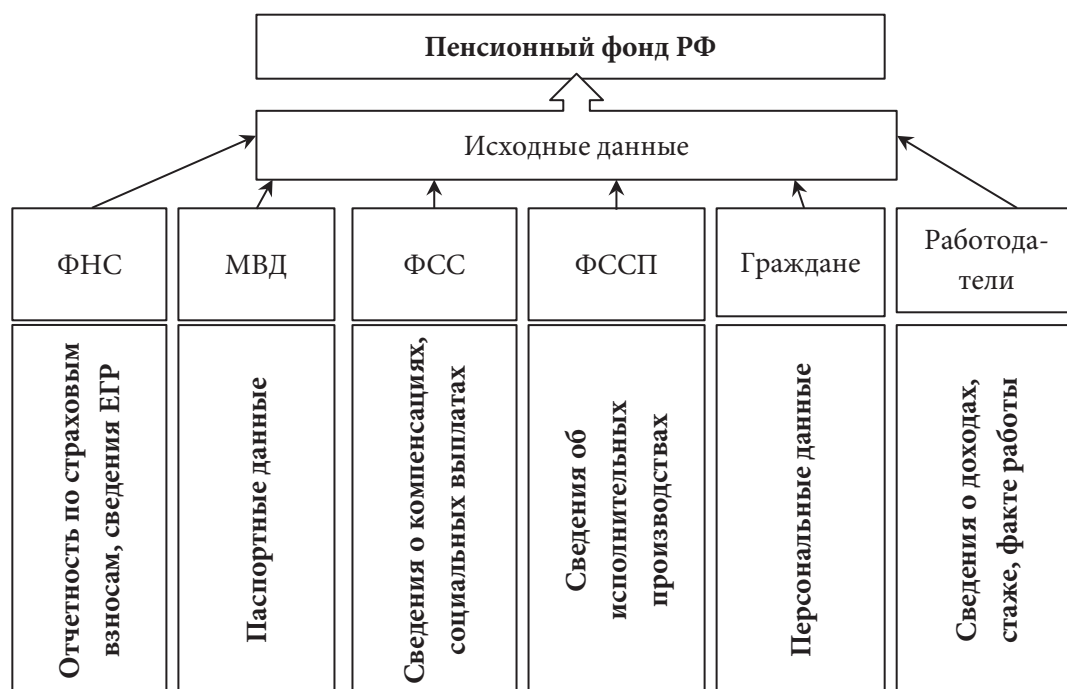 Пенсионный фонд РФ
Исходные данные
ФНС
МВД
ФСС
ФССП
Граждане
Работода-
тели
Отчетность по страховым
взносам, сведения ЕГР
Паспортные данные
Сведения о компенсациях,
социальных выплатах
Сведения об
исполнительных
производствах
Персональные данные
Сведения о доходах,
стаже, факте работы